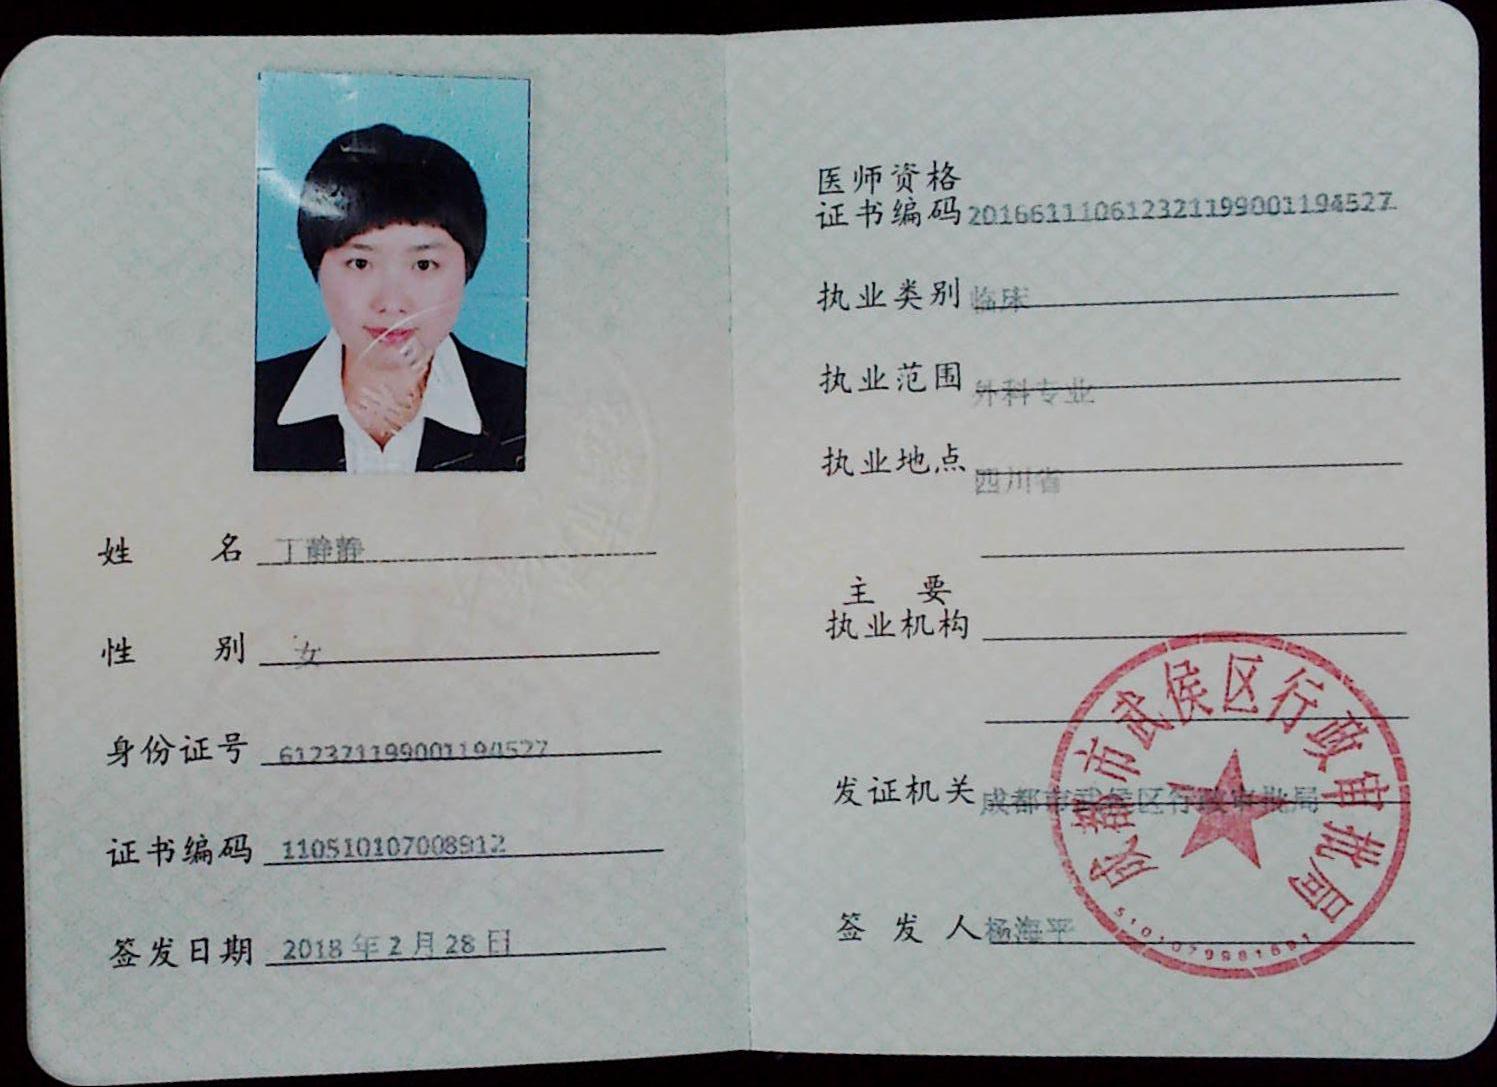 姓名 丁静静
性别 女
身份证号 612321199001194527
证书编码 110510107008912
签发日期 2018年2月28日
医师资格
证书编码 201661110612321199001194527
执业类别 临床
执业范围 外科专业
执业地点 四川省
主要
执业机构
发证机关 成都市武侯区行政审批局
签发人 杨海平
成都市武侯区行政审批局